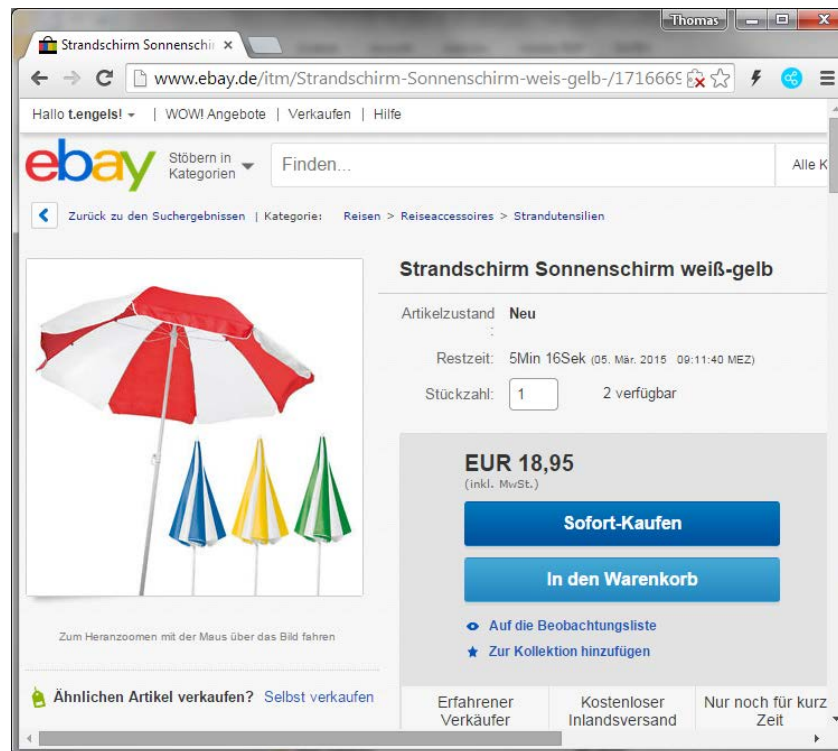 Thomas
Strandschirm Sonnenschir
www.ebay.de/itm/Strandschirm-Sonnenschirm-weis-gelb-/1716669
Hallo t.engels! | WOW! Angebote | Verkaufen | Hilfe
ebay
Stöbern in
Kategorien
Finden...
Alle K
Zurück zu den Suchergebnissen | Kategorie: Reisen > Reiseaccessoires > Strandutensilien
Strandschirm Sonnenschirm weiß-gelb
Artikelzustand Neu
:
Restzeit: 5Min 16Sek (05. Mär. 2015 09:11:40 MEZ)
Stückzahl: 1 2 verfügbar
EUR 18,95
(inkl. MwSt.)
Sofort-Kaufen
In den Warenkorb
Auf die Beobachtungsliste
Zur Kollektion hinzufügen
Zum Heranzoomen mit der Maus über das Bild fahren
Ähnlichen Artikel verkaufen? Selbst verkaufen
Erfahrener
Verkäufer
Kostenloser
Inlandsversand
Nur noch für kurz
Zeit